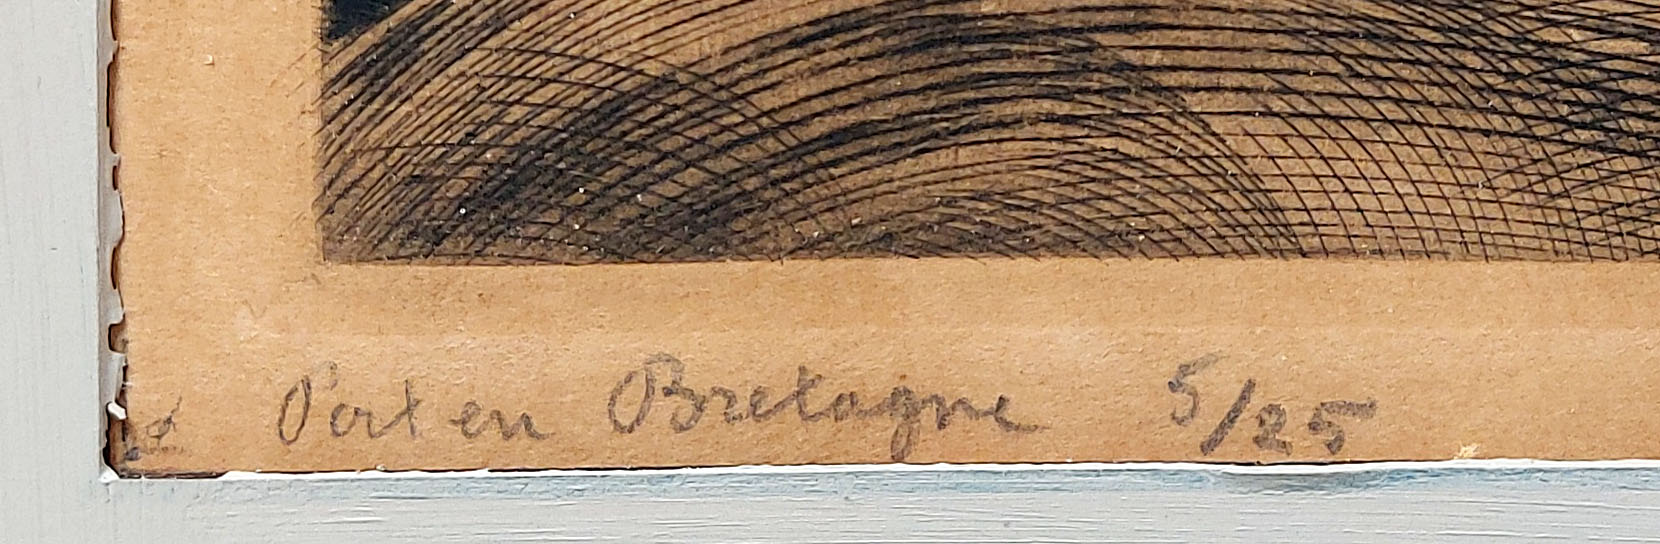 Port en Bretagne 5/25